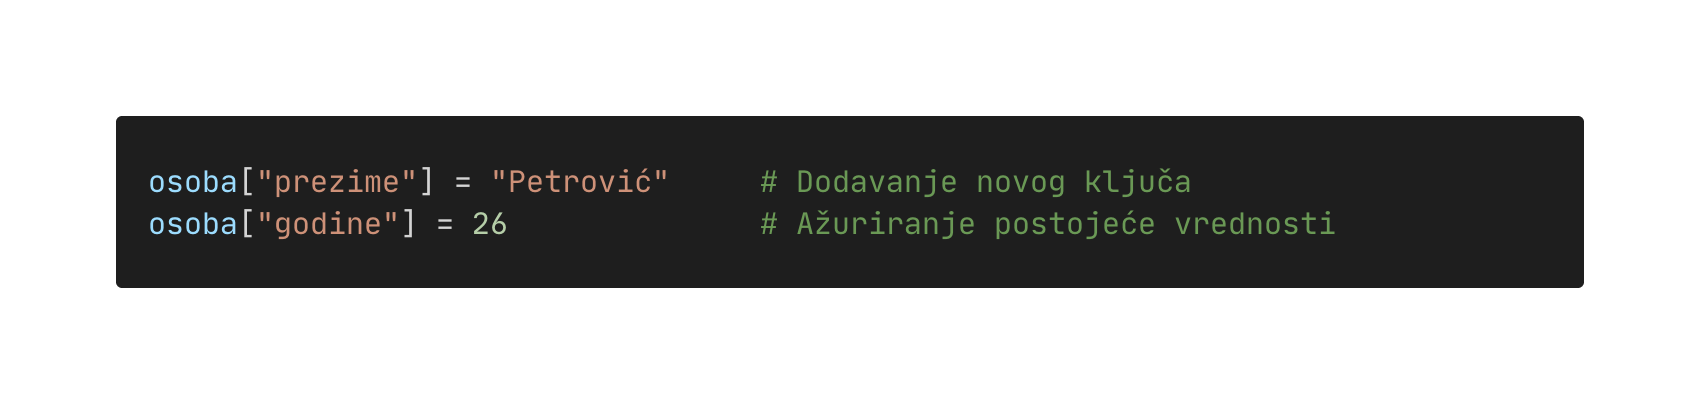 osoba["prezime"] = "Petrović"     # Dodavanje novog ključa
osoba["godine"] = 26              # Ažuriranje postojeće vrednosti